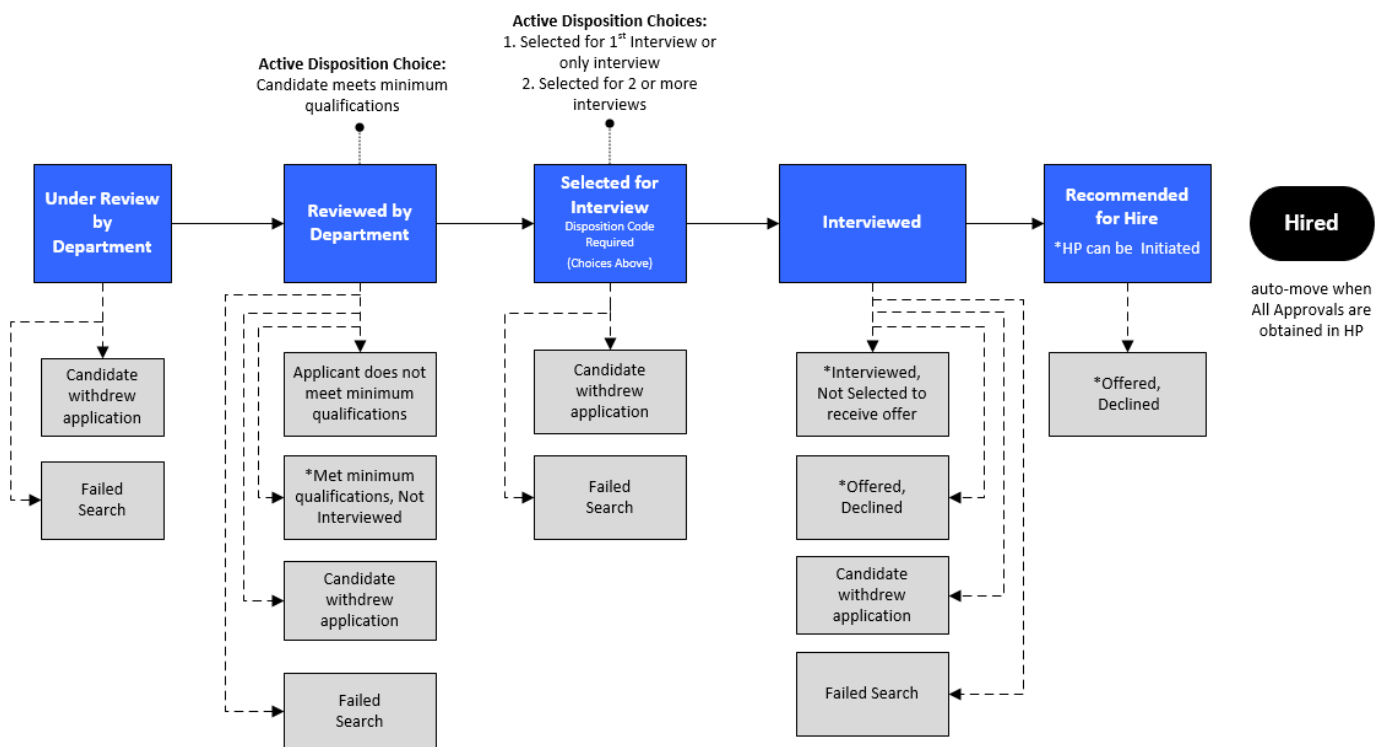 Active Disposition Choice:
Candidate meets minimum
qualifications
Active Disposition Choices:
1. Selected for 1st Interview or
only interview
2. Selected for 2 or more
interviews
Under Review
by
Department
Reviewed by
Department
Selected for
Interview
Disposition Code
Required
(Choices Above)
Interviewed
Recommended
for Hire
*HP can be Initiated
Hired
auto-move when
All Approvals are
obtained in HP
Candidate
withdrew
application
Failed
Search
Applicant does not
meet minimum
qualifications
*Met minimum
qualifications, Not
Interviewed
Candidate
withdrew
application
Failed
Search
Candidate
withdrew
application
Failed
Search
*Interviewed,
Not Selected to
receive offer
*Offered,
Declined
Candidate
withdrew
application
Failed Search
*Offered,
Declined